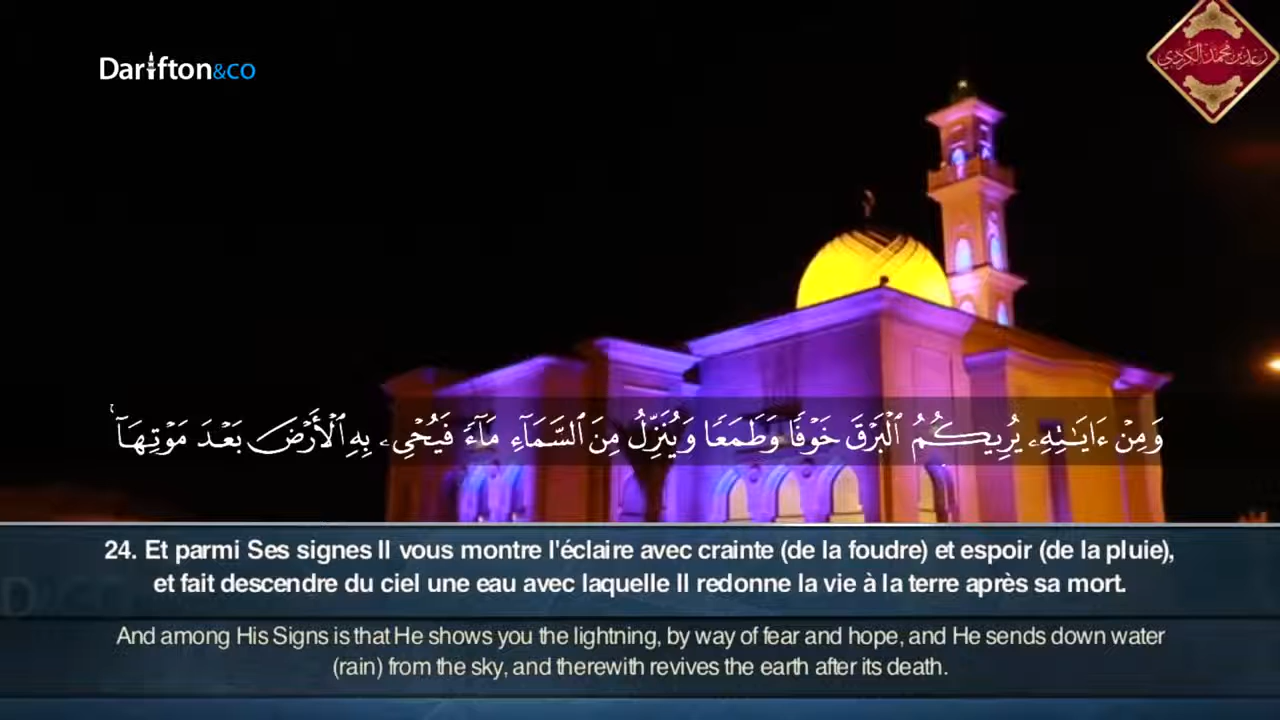 Darifton&co
رعد بن محمد الكردي
وَمِنْ ءَايَـٰتِهِۦ يُرِيكُمُ ٱلْبَرْقَ خَوْفًا وَطَمَعًا وَيُنَزِّلُ مِنَ ٱلسَّمَآءِ مَآءً فَيُحْىِۦ بِهِ ٱلْأَرْضَ بَعْدَ مَوْتِهَآ ۚ
24. Et parmi Ses signes Il vous montre l'éclaire avec crainte (de la foudre) et espoir (de la pluie),
et fait descendre du ciel une eau avec laquelle Il redonne la vie à la terre après sa mort.
And among His Signs is that He shows you the lightning, by way of fear and hope, and He sends down water
(rain) from the sky, and therewith revives the earth after its death.